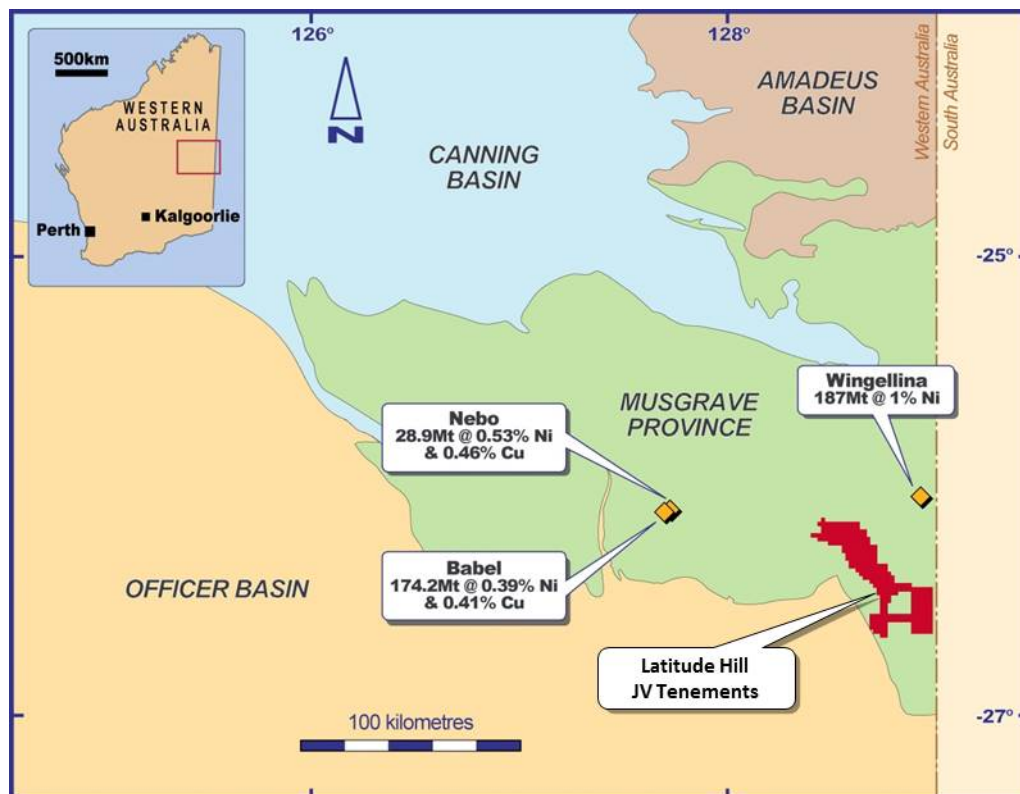 126°
128°
500km
WESTERN
AUSTRALIA
Kalgoorlie
Perth
N
CANNING
BASIN
AMADEUS
BASIN
Western Australia
South Australia
-25°
Wingellina
187Mt @ 1% Ni
MUSGRAVE
PROVINCE
Nebo
28.9Mt @ 0.53% Ni
& 0.46% Cu
Babel
174.2Mt @ 0.39% Ni
& 0.41% Cu
OFFICER BASIN
Latitude Hill
JV Tenements
-27°
100 kilometres